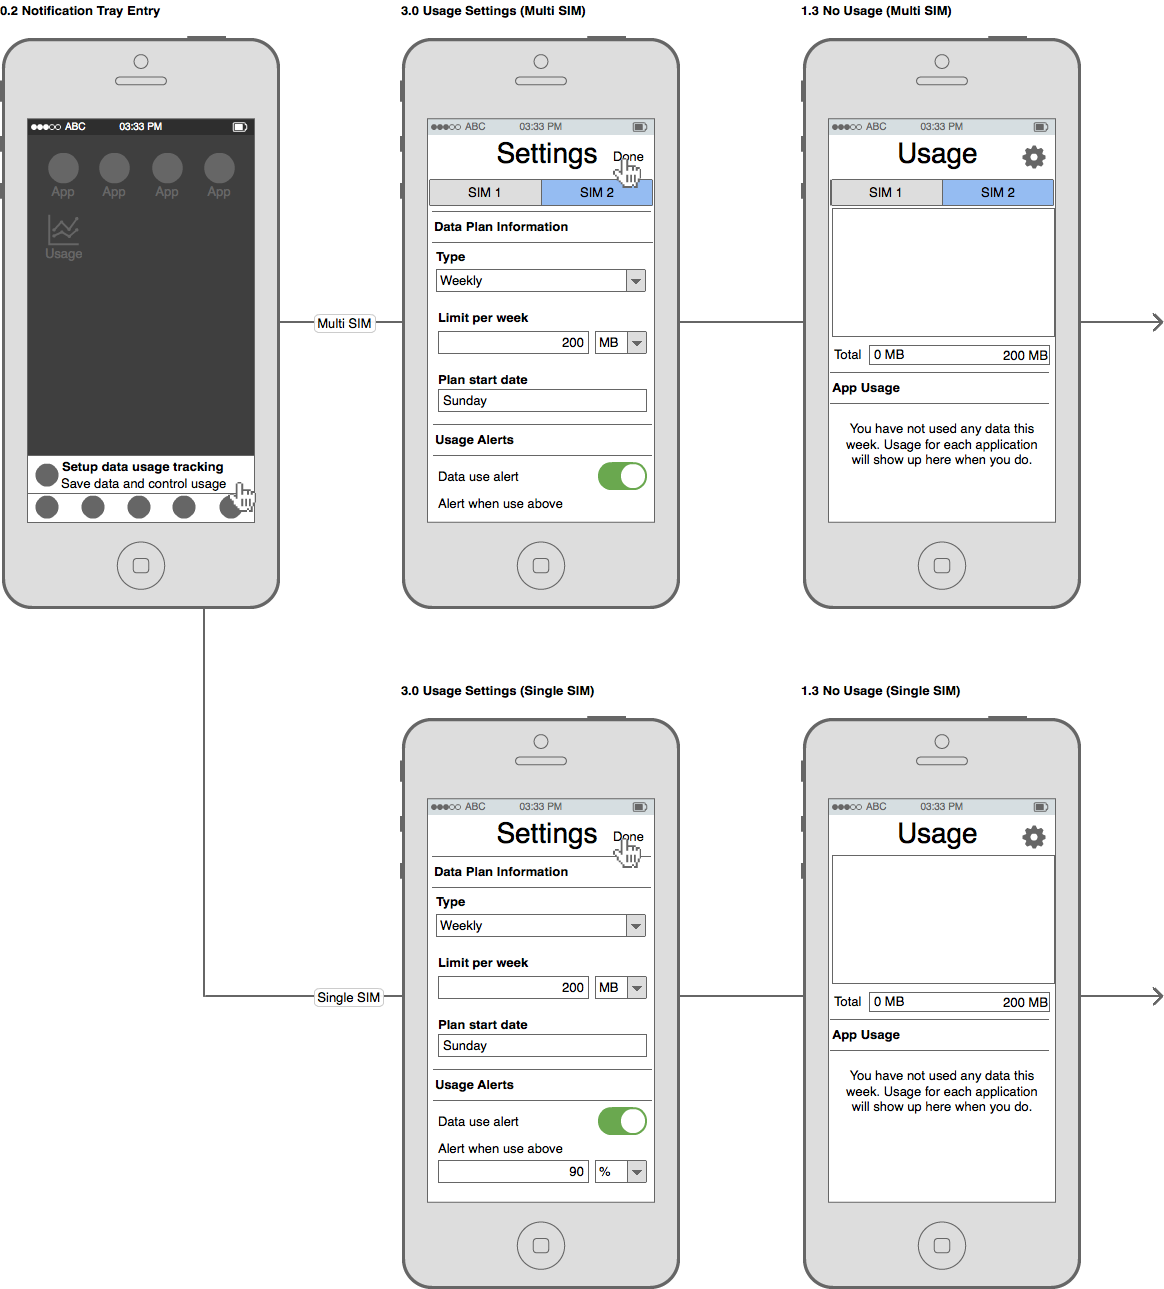 0.2 Notification Tray Entry
ABC 03:33 PM
App App App App
Usage
Setup data usage tracking
Save data and control usage
Multi SIM
Single SIM
3.0 Usage Settings (Multi SIM)
ABC 03:33 PM
Settings Done
SIM 1 SIM 2
Data Plan Information
Type
Weekly
Limit per week
200 MB
Plan start date
Sunday
Usage Alerts
Data use alert
Alert when use above
1.3 No Usage (Multi SIM)
ABC 03:33 PM
Usage
SIM 1 SIM 2
Total 0 MB 200 MB
App Usage
You have not used any data this
week. Usage for each application
will show up here when you do.
3.0 Usage Settings (Single SIM)
ABC 03:33 PM
Settings Done
Data Plan Information
Type
Weekly
Limit per week
200 MB
Plan start date
Sunday
Usage Alerts
Data use alert
Alert when use above
90 %
1.3 No Usage (Single SIM)
ABC 03:33 PM
Usage
Total 0 MB 200 MB
App Usage
You have not used any data this
week. Usage for each application
will show up here when you do.